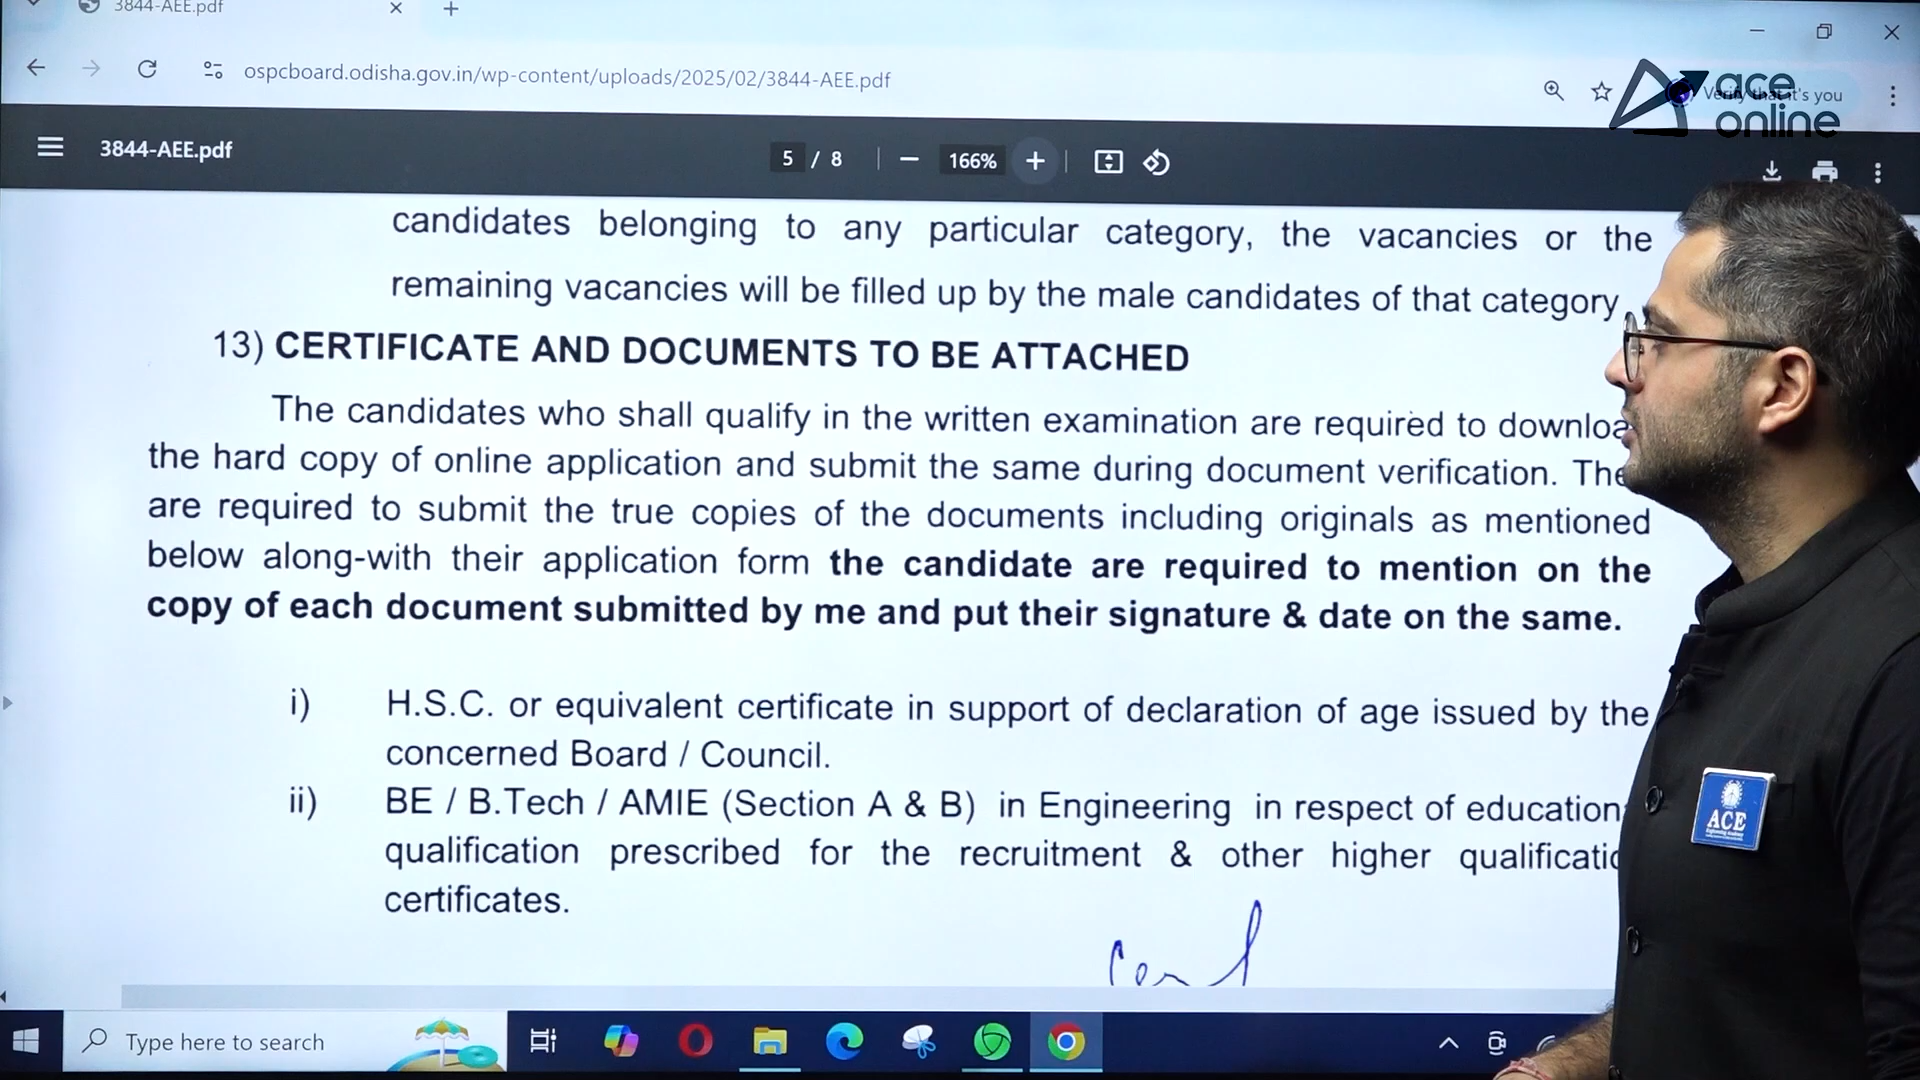 3844-AEE.pdf
ospcboard.odisha.gov.in/wp-content/uploads/2025/02/3844-AEE.pdf
Verify that it's you
ace
online
3844-AEE.pdf
5 / 8
166%
candidates belonging to any particular category, the vacancies or the
remaining vacancies will be filled up by the male candidates of that category
13) CERTIFICATE AND DOCUMENTS TO BE ATTACHED
The candidates who shall qualify in the written examination are required to downloa
the hard copy of online application and submit the same during document verification. The
are required to submit the true copies of the documents including originals as mentioned
below along-with their application form the candidate are required to mention on the
copy of each document submitted by me and put their signature & date on the same.
i) H.S.C. or equivalent certificate in support of declaration of age issued by the
concerned Board / Council.
ii) BE / B.Tech / AMIE (Section A & B) in Engineering in respect of education
qualification prescribed for the recruitment & other higher qualificatio
certificates.
ACE
Type here to search